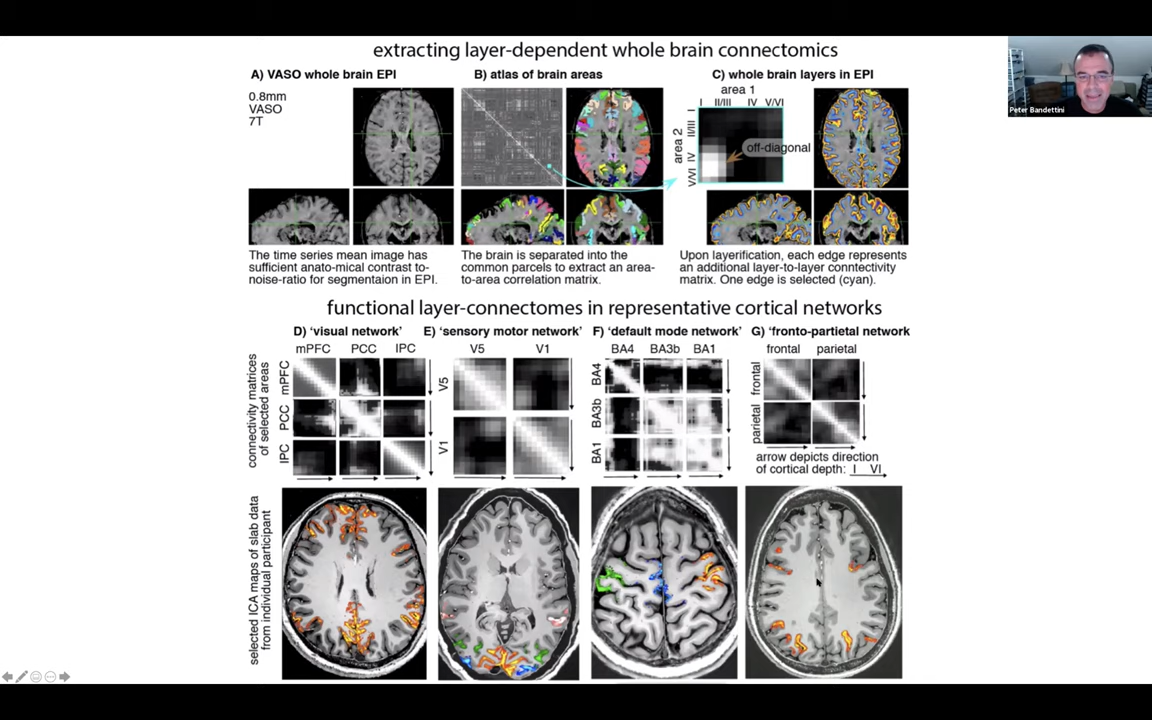 extracting layer-dependent whole brain connectomics
A) VASO whole brain EPI
0.8mm
VASO
7T
The time series mean image has
sufficient anato-mical contrast to-
noise-ratio for segmentaion in EPI.
B) atlas of brain areas
The brain is separated into the
common parcels to extract an area-
to-area correlation matrix.
C) whole brain layers in EPI
area 1
I II/III IV V/VI
area 2
I II/III IV V/VI
off-diagonal
Upon layerification, each edge represents
an additional layer-to-layer conntectivity
matrix. One edge is selected (cyan).
Peter Bandettini
functional layer-connectomes in representative cortical networks
D) 'visual network'
mPFC PCC IPC
connectivity matrices
of selected areas
mPFC
PCC
IPC
E) 'sensory motor network'
V5 V1
V5
V1
F) 'default mode network'
BA4 BA3b BA1
BA4
BA3b
BA1
G) 'fronto-partietal network
frontal parietal
frontal
parietal
arrow depicts direction
of cortical depth: I VI
selected ICA maps of slab data
from individual participant